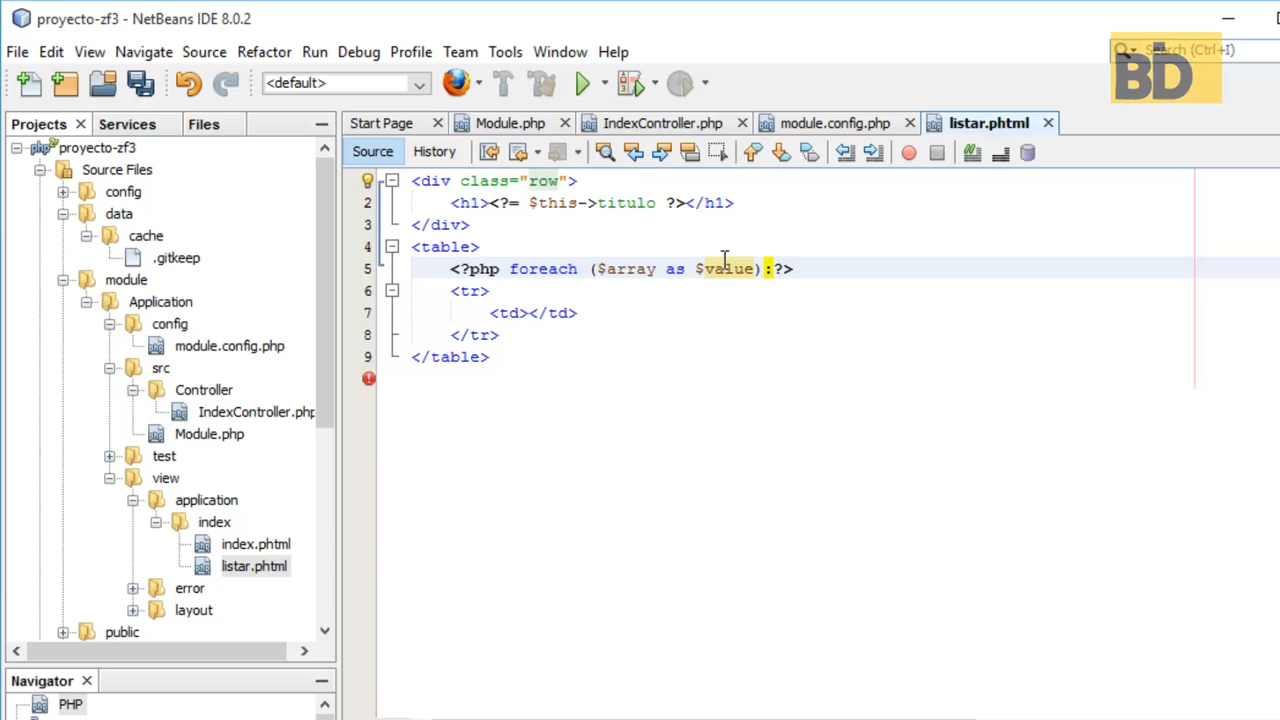 proyecto-zf3 - NetBeans IDE 8.0.2
File Edit View Navigate Source Refactor Run Debug Profile Team Tools Window Help
Search (Ctrl+I)
BD
<default>
Projects Services Files
Start Page Module.php IndexController.php module.config.php listar.phtml
Source History
proyecto-zf3
Source Files
config
data
cache
.gitkeep
module
Application
config
module.config.php
src
Controller
IndexController.php
Module.php
test
view
application
index
index.phtml
listar.phtml
error
layout
public
Navigator
PHP
1 <div class="row">
2 <h1><?= $this->titulo ?></h1>
3 </div>
4 <table>
5 <?php foreach ($array as $value):?>
6 <tr>
7 <td></td>
8 </tr>
9 </table>